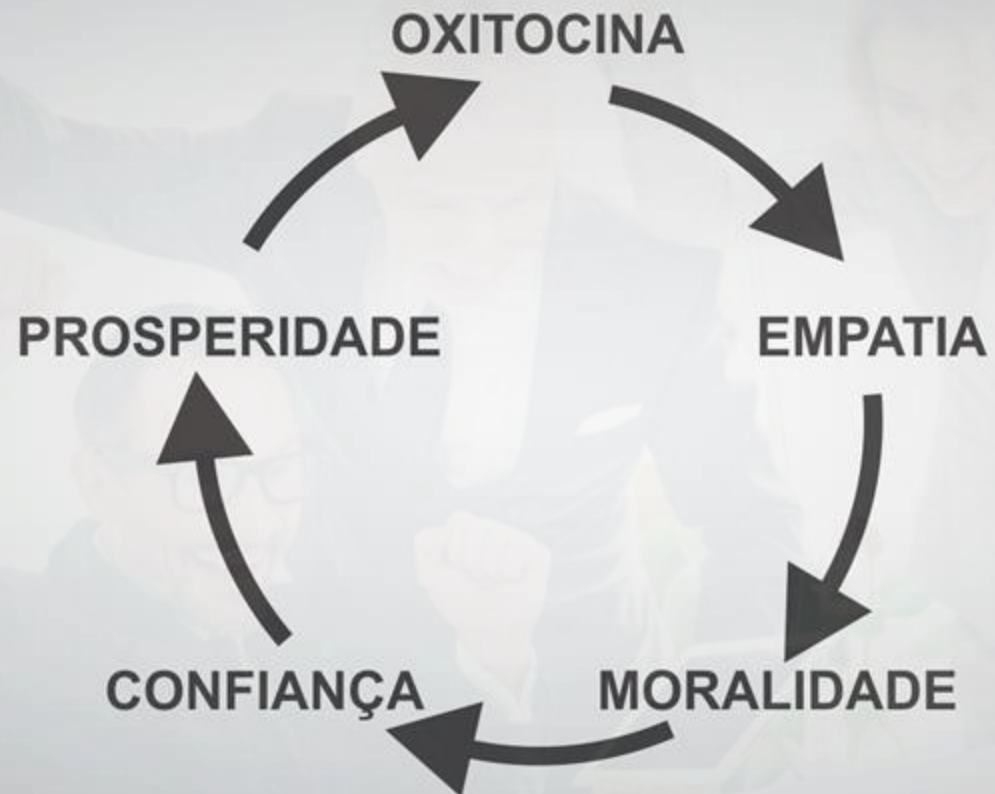 OXITOCINA
EMPATIA
MORALIDADE
CONFIANÇA
PROSPERIDADE